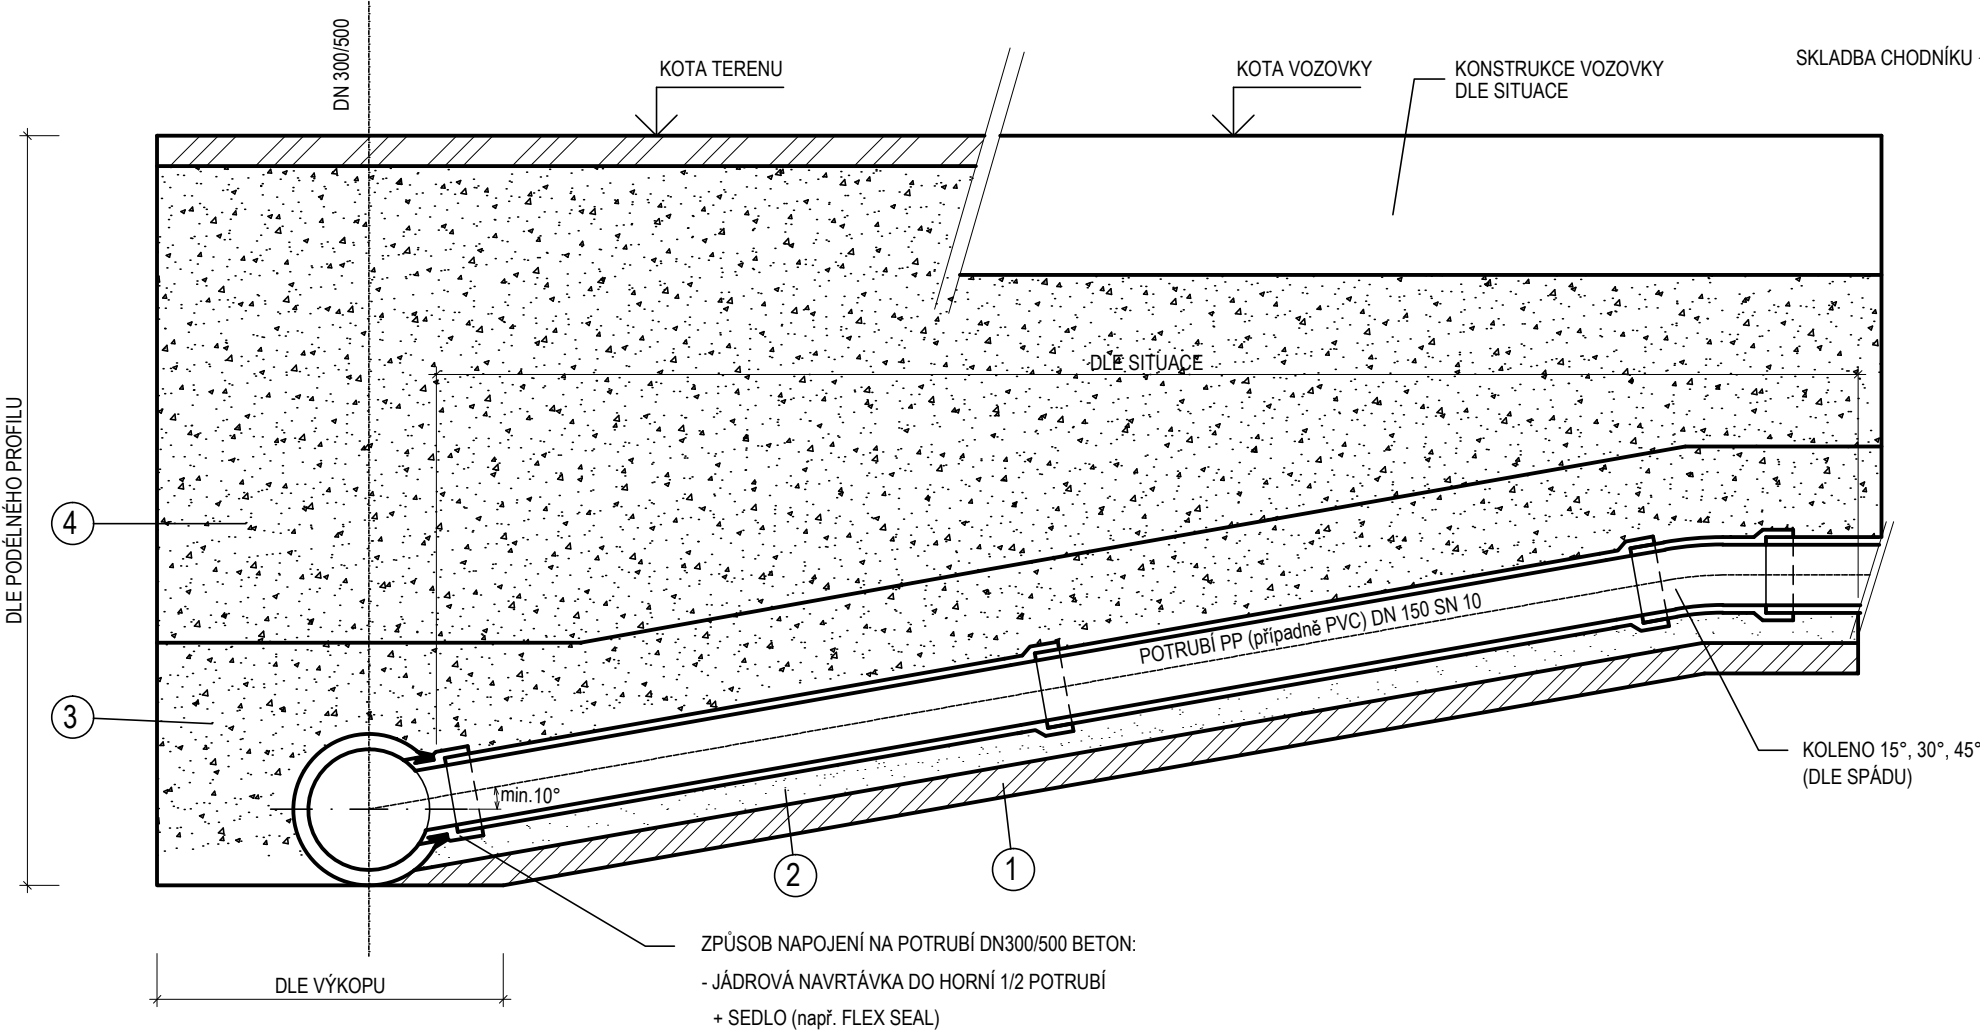 DN 300/500
KOTA TERENU
KOTA VOZOVKY
KONSTRUKCE VOZOVKY
DLE SITUACE
SKLADBA CHODNÍKU
DLE SITUACE
DLE PODÉLNÉHO PROFILU
4
3
POTRUBÍ PP (případně PVC) DN 150 SN 10
min.10°
KOLENO 15°, 30°, 45°
(DLE SPÁDU)
2
1
ZPŮSOB NAPOJENÍ NA POTRUBÍ DN300/500 BETON:
- JÁDROVÁ NAVRTÁVKA DO HORNÍ 1/2 POTRUBÍ
+ SEDLO (např. FLEX SEAL)
DLE VÝKOPU